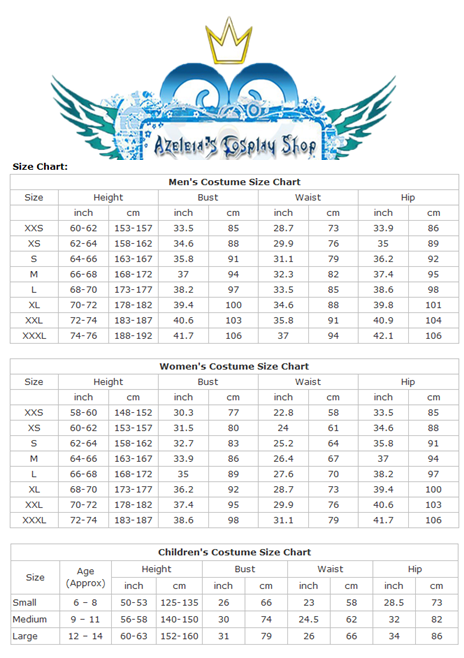 Azeleia's Cosplay Shop
Size Chart:
Men's Costume Size Chart
Size Height Bust Waist Hip
inch cm inch cm inch cm inch cm
XXS 60-62 153-157 33.5 85 28.7 73 33.9 86
XS 62-64 158-162 34.6 88 29.9 76 35 89
S 64-66 163-167 35.8 91 31.1 79 36.2 92
M 66-68 168-172 37 94 32.3 82 37.4 95
L 68-70 173-177 38.2 97 33.5 85 38.6 98
XL 70-72 178-182 39.4 100 34.6 88 39.8 101
XXL 72-74 183-187 40.6 103 35.8 91 40.9 104
XXXL 74-76 188-192 41.7 106 37 94 42.1 106
Women's Costume Size Chart
Size Height Bust Waist Hip
inch cm inch cm inch cm inch cm
XXS 58-60 148-152 30.3 77 22.8 58 33.5 85
XS 60-62 153-157 31.5 80 24 61 34.6 88
S 62-64 158-162 32.7 83 25.2 64 35.8 91
M 64-66 163-167 33.9 86 26.4 67 37 94
L 66-68 168-172 35 89 27.6 70 38.2 97
XL 68-70 173-177 36.2 92 28.7 73 39.4 100
XXL 70-72 178-182 37.4 95 29.9 76 40.6 103
XXXL 72-74 183-187 38.6 98 31.1 79 41.7 106
Children's Costume Size Chart
Size Age (Approx) Height Bust Waist Hip
inch cm inch cm inch cm inch cm
Small 6 – 8 50-53 125-135 26 66 23 58 28.5 73
Medium 9 – 11 56-58 140-150 30 74 24.5 62 32 82
Large 12 – 14 60-63 152-160 31 79 26 66 34 86